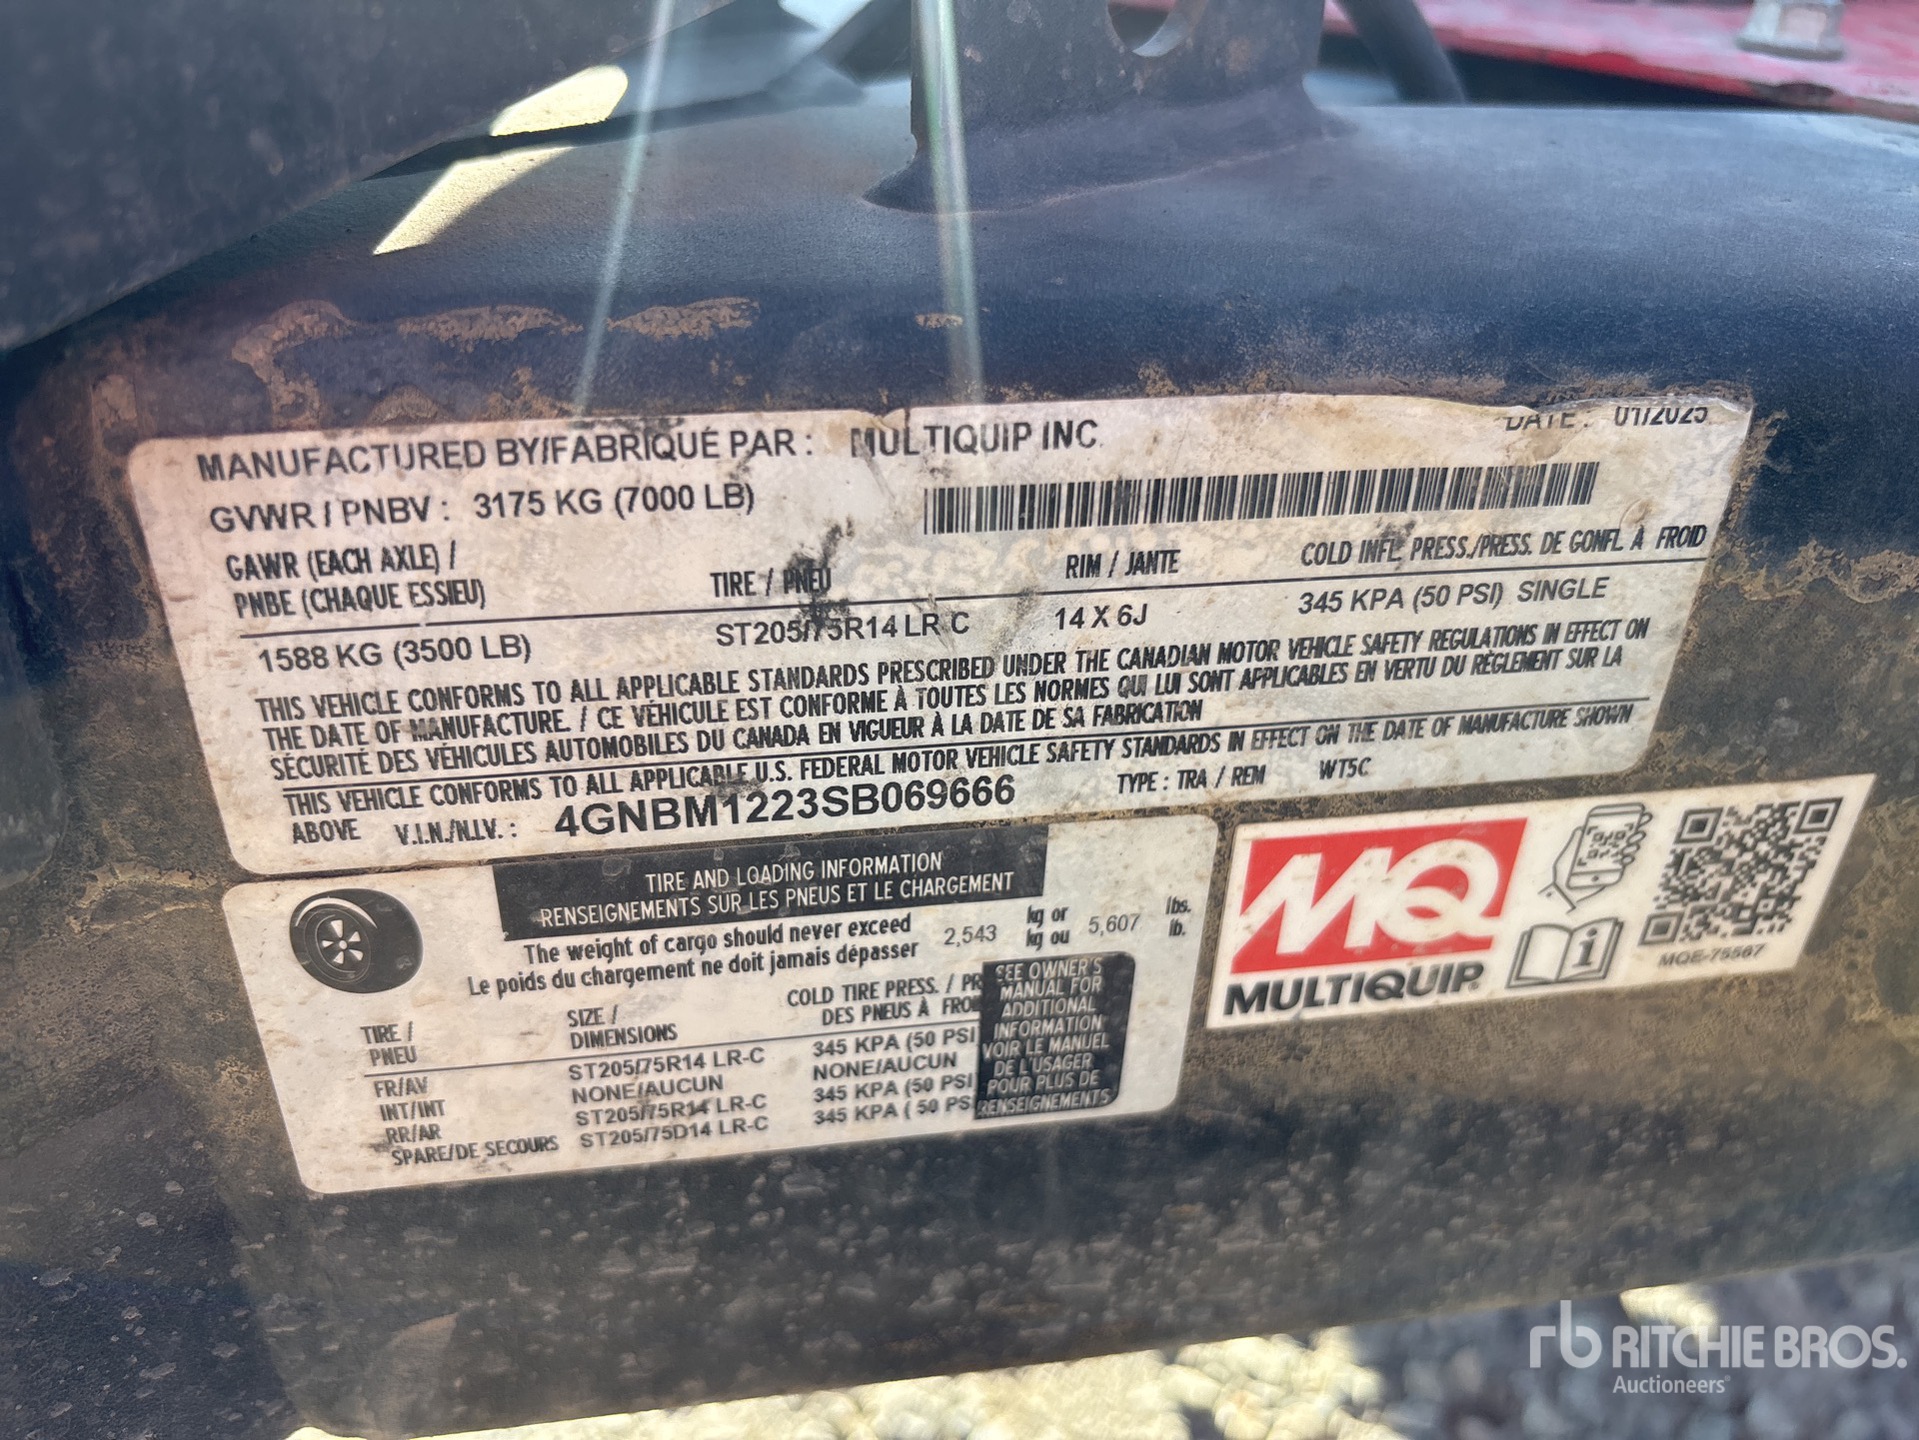 MANUFACTURED BY/FABRIQUÉ PAR : MULTIQUIP INC. DATE : 01/2025
GVWR / PNBV : 3175 KG (7000 LB)
GAWR (EACH AXLE) /
PNBE (CHAQUE ESSIEU) TIRE / PNEU RIM / JANTE COLD INFL. PRESS./PRESS. DE GONFL À FROID
1588 KG (3500 LB) ST205/75R14 LR C 14 X 6J 345 KPA (50 PSI) SINGLE
THIS VEHICLE CONFORMS TO ALL APPLICABLE STANDARDS PRESCRIBED UNDER THE CANADIAN MOTOR VEHICLE SAFETY REGULATIONS IN EFFECT ON
THE DATE OF MANUFACTURE. / CE VÉHICULE EST CONFORME À TOUTES LES NORMES QUI LUI SONT APPLICABLES EN VERTU DU RÈGLEMENT SUR LA
SÉCURITÉ DES VÉHICULES AUTOMOBILES DU CANADA EN VIGUEUR À LA DATE DE SA FABRICATION
THIS VEHICLE CONFORMS TO ALL APPLICABLE U.S. FEDERAL MOTOR VEHICLE SAFETY STANDARDS IN EFFECT ON THE DATE OF MANUFACTURE SHOWN
ABOVE V.I.N./N.I.V. : 4GNBM1223SB069666 TYPE : TRA / REM WT5C
TIRE AND LOADING INFORMATION
RENSEIGNEMENTS SUR LES PNEUS ET LE CHARGEMENT
The weight of cargo should never exceed 2,543 kg or 5,607 lbs.
Le poids du chargement ne doit jamais dépasser kg ou lb.
TIRE /
PNEU
SIZE /
DIMENSIONS
COLD TIRE PRESS. / PR
DES PNEUS À FROI
FR/AV ST205/75R14 LR-C 345 KPA (50 PSI
INT/INT NONE/AUCUN NONE/AUCUN
RR/AR ST205/75R14 LR-C 345 KPA (50 PSI
SPARE/DE SECOURS ST205/75D14 LR-C 345 KPA ( 50 PS
SEE OWNER'S
MANUAL FOR
ADDITIONAL
INFORMATION
VOIR LE MANUEL
DE L'USAGER
POUR PLUS DE
RENSEIGNEMENTS
MQ
MULTIQUIP
i
MQE-75567
rb RITCHIE BROS.
Auctioneers